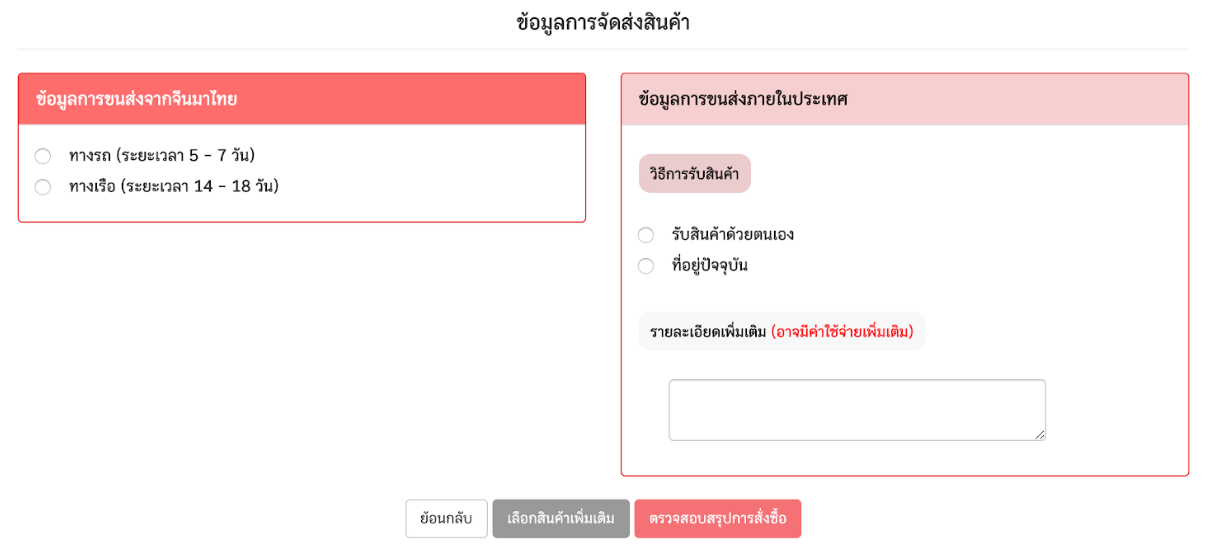 ข้อมูลการจัดส่งสินค้า
ข้อมูลการขนส่งจากจีนมาไทย
ทางรถ (ระยะเวลา 5 - 7 วัน)
ทางเรือ (ระยะเวลา 14 - 18 วัน)
ข้อมูลการขนส่งภายในประเทศ
วิธีการรับสินค้า
รับสินค้าด้วยตนเอง
ที่อยู่ปัจจุบัน
รายละเอียดเพิ่มเติม (อาจมีค่าใช้จ่ายเพิ่มเติม)
ย้อนกลับ
เลือกสินค้าเพิ่มเติม
ตรวจสอบสรุปการสั่งซื้อ